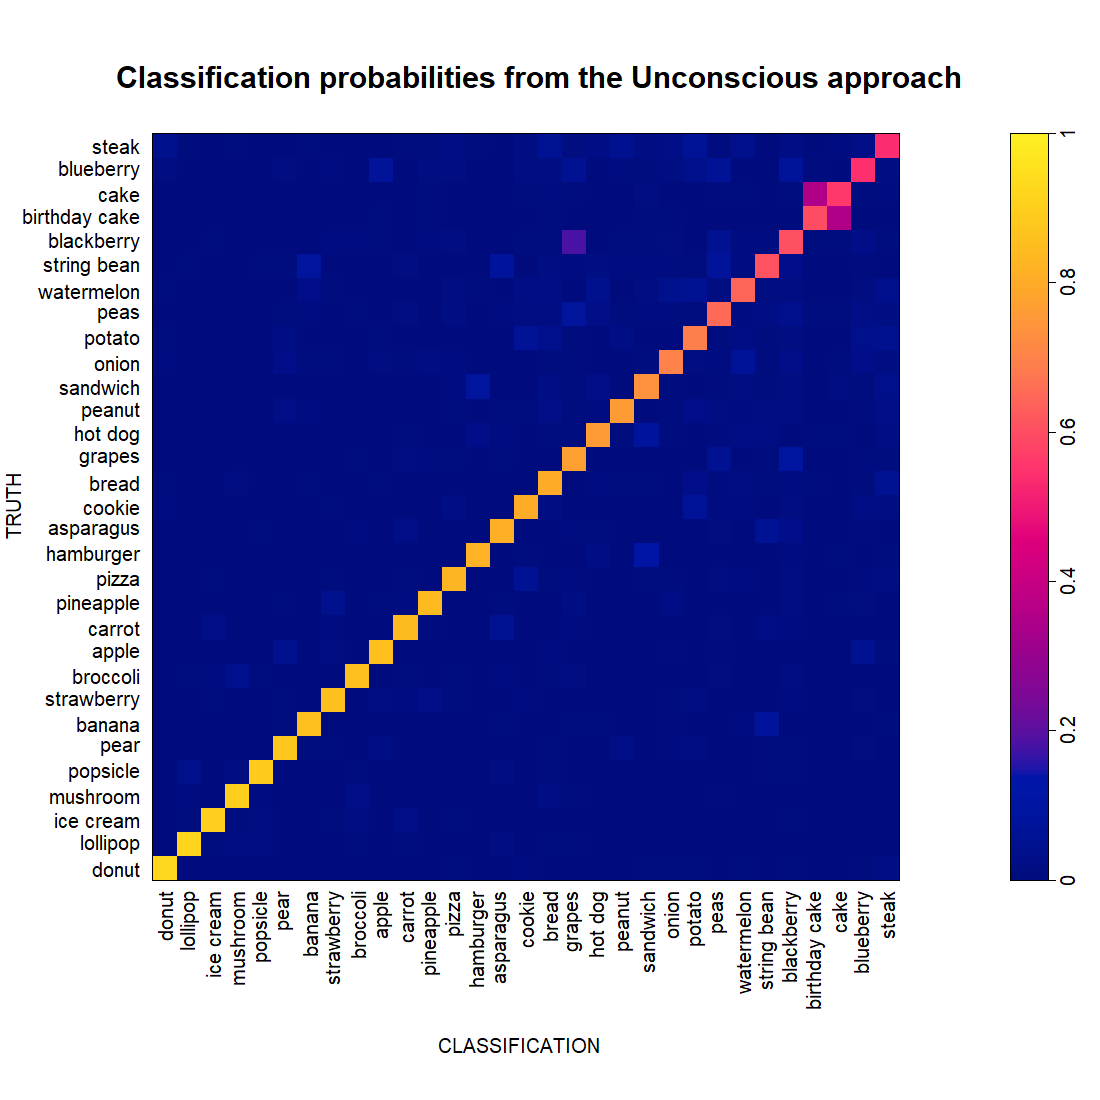 Classification probabilities from the Unconscious approach
steak
blueberry
cake
birthday cake
blackberry
string bean
watermelon
peas
potato
onion
sandwich
peanut
hot dog
grapes
bread
cookie
asparagus
hamburger
pizza
pineapple
carrot
apple
broccoli
strawberry
banana
pear
popsicle
mushroom
ice cream
lollipop
donut
TRUTH
donut
lollipop
ice cream
mushroom
popsicle
pear
banana
strawberry
broccoli
apple
carrot
pineapple
pizza
hamburger
asparagus
cookie
bread
grapes
hot dog
peanut
sandwich
onion
potato
peas
watermelon
string bean
blackberry
birthday cake
cake
blueberry
steak
CLASSIFICATION
1
0.8
0.6
0.4
0.2
0